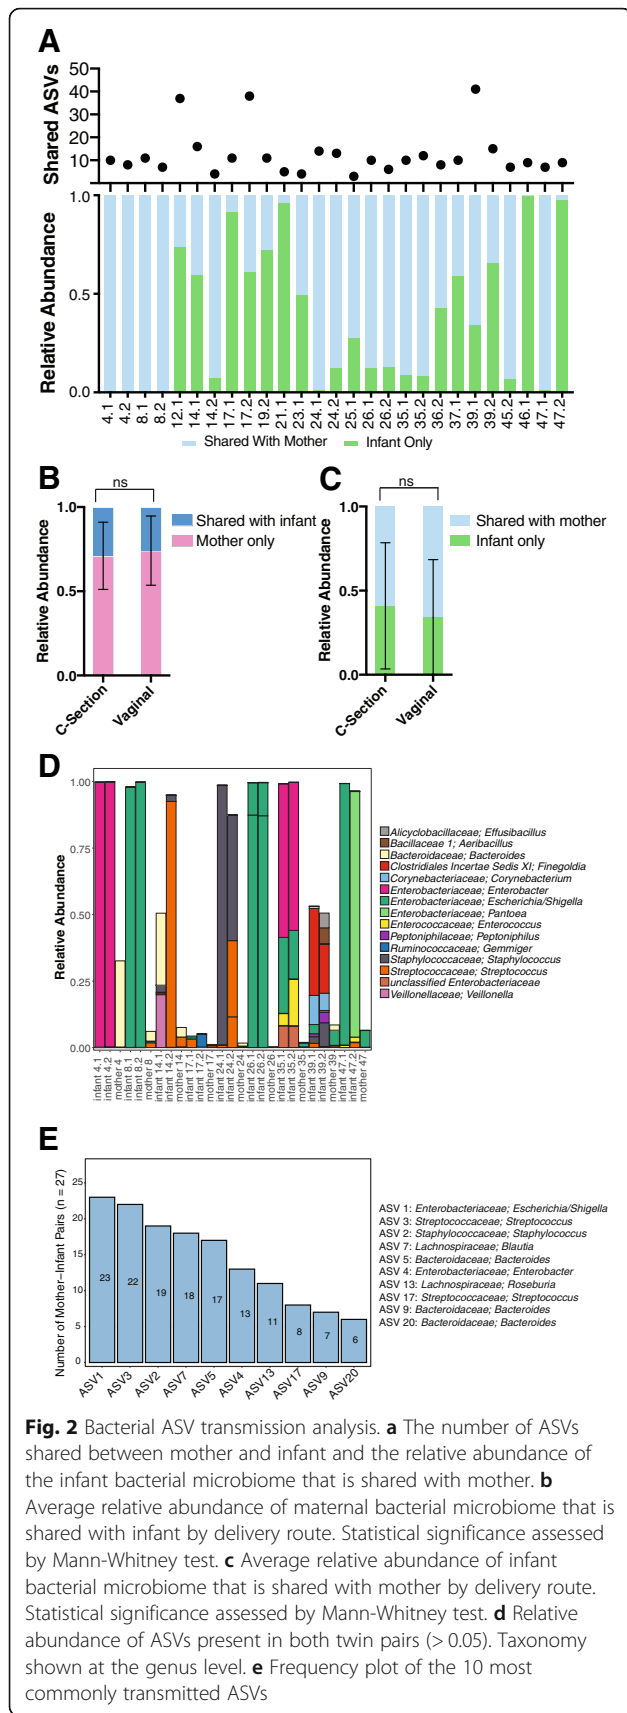 A
Shared ASVs
50
40
30
20
10
Relative Abundance
1.0
0.5
0.0
4.1 4.2 8.1 8.2 12.1 14.1 14.2 17.1 17.2 19.2 21.1 23.1 24.1 24.2 25.1 26.1 26.2 35.1 35.2 36.2 37.1 39.1 39.2 45.2 46.1 47.1 47.2
Shared With Mother Infant Only
B
ns
Relative Abundance
1.0
0.5
0.0
C-Section Vaginal
Shared with infant
Mother only
C
ns
Relative Abundance
1.0
0.5
0.0
C-Section Vaginal
Shared with mother
Infant only
D
Relative Abundance
1.00
0.75
0.50
0.25
0.00
infant 4.1 infant 4.2 mother 4 infant 8.1 infant 8.2 mother 8 infant 14.1 infant 14.2 mother 14 infant 17.1 infant 17.2 mother 17 infant 24.1 infant 24.2 mother 24 infant 26.1 infant 26.2 mother 26 infant 35.1 infant 35.2 mother 35 infant 39.1 infant 39.2 mother 39 infant 47.1 infant 47.2 mother 47
Alicyclobacillaceae; Effusibacillus
Bacillaceae 1; Aeribacillus
Bacteroidaceae; Bacteroides
Clostridiales Incertae Sedis XI; Finegoldia
Corynebacteriaceae; Corynebacterium
Enterobacteriaceae; Enterobacter
Enterobacteriaceae; Escherichia/Shigella
Enterobacteriaceae; Pantoea
Enterococcaceae; Enterococcus
Peptoniphilaceae; Peptoniphilus
Ruminococcaceae; Gemmiger
Staphylococcaceae; Staphylococcus
Streptococcaceae; Streptococcus
unclassified Enterobacteriaceae
Veillonellaceae; Veillonella
E
Number of Mother–Infant Pairs (n = 27)
25
20
15
10
5
0
23 22 19 18 17 13 11 8 7 6
ASV1 ASV3 ASV2 ASV7 ASV5 ASV4 ASV13 ASV17 ASV9 ASV20
ASV 1: Enterobacteriaceae; Escherichia/Shigella
ASV 3: Streptococcaceae; Streptococcus
ASV 2: Staphylococcaceae; Staphylococcus
ASV 7: Lachnospiraceae; Blautia
ASV 5: Bacteroidaceae; Bacteroides
ASV 4: Enterobacteriaceae; Enterobacter
ASV 13: Lachnospiraceae; Roseburia
ASV 17: Streptococcaceae; Streptococcus
ASV 9: Bacteroidaceae; Bacteroides
ASV 20: Bacteroidaceae; Bacteroides
Fig. 2 Bacterial ASV transmission analysis. a The number of ASVs
shared between mother and infant and the relative abundance of
the infant bacterial microbiome that is shared with mother. b
Average relative abundance of maternal bacterial microbiome that is
shared with infant by delivery route. Statistical significance assessed
by Mann-Whitney test. c Average relative abundance of infant
bacterial microbiome that is shared with mother by delivery route.
Statistical significance assessed by Mann-Whitney test. d Relative
abundance of ASVs present in both twin pairs (> 0.05). Taxonomy
shown at the genus level. e Frequency plot of the 10 most
commonly transmitted ASVs